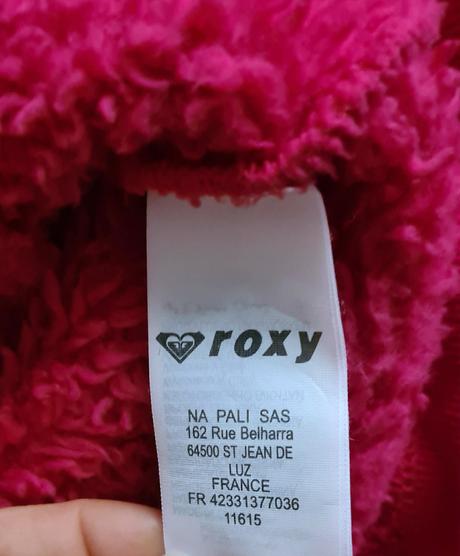 roxy
NA PALI SAS
162 Rue Belharra
64500 ST JEAN DE
LUZ
FRANCE
FR 42331377036
11615